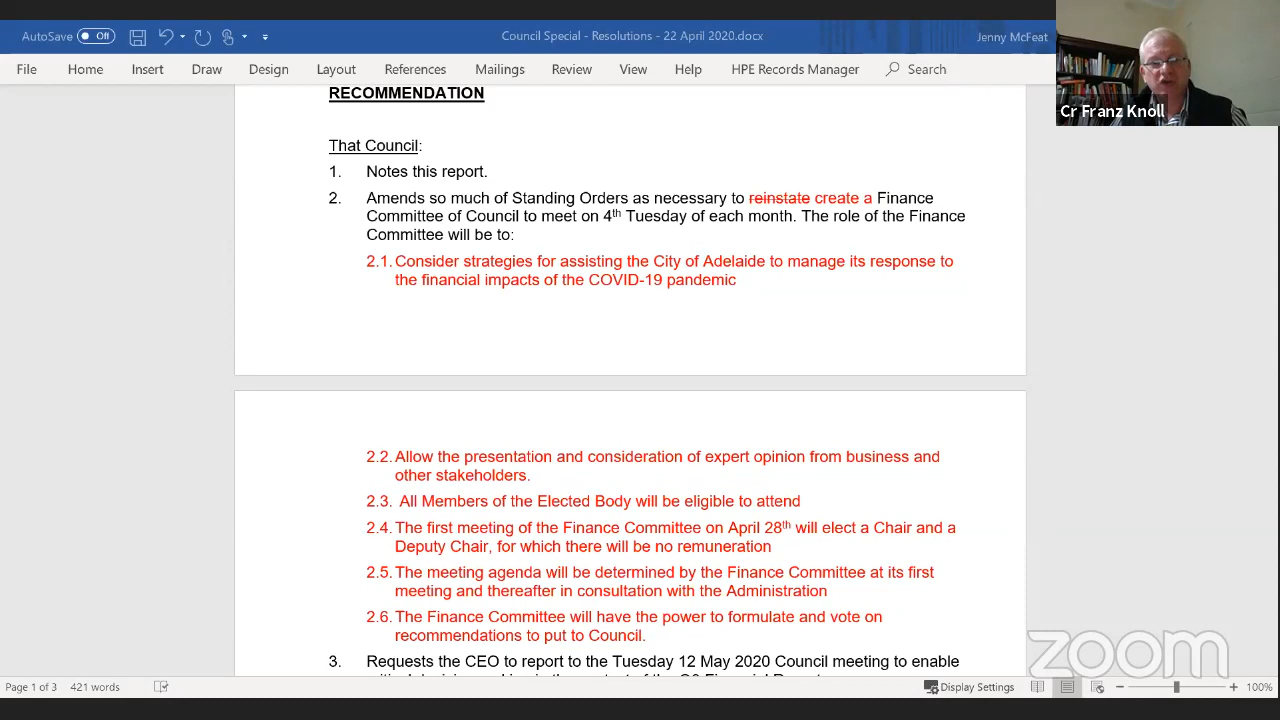 AutoSave Off Council Special - Resolutions - 22 April 2020.docx Jenny McFeat
File Home Insert Draw Design Layout References Mailings Review View Help HPE Records Manager Search
Cr Franz Knoll
RECOMMENDATION
That Council:
1. Notes this report.
2. Amends so much of Standing Orders as necessary to reinstate create a Finance
Committee of Council to meet on 4th Tuesday of each month. The role of the Finance
Committee will be to:
2.1. Consider strategies for assisting the City of Adelaide to manage its response to
the financial impacts of the COVID-19 pandemic
2.2. Allow the presentation and consideration of expert opinion from business and
other stakeholders.
2.3. All Members of the Elected Body will be eligible to attend
2.4. The first meeting of the Finance Committee on April 28th will elect a Chair and a
Deputy Chair, for which there will be no remuneration
2.5. The meeting agenda will be determined by the Finance Committee at its first
meeting and thereafter in consultation with the Administration
2.6. The Finance Committee will have the power to formulate and vote on
recommendations to put to Council.
3. Requests the CEO to report to the Tuesday 12 May 2020 Council meeting to enable
zoom
Page 1 of 3 421 words Display Settings 100%